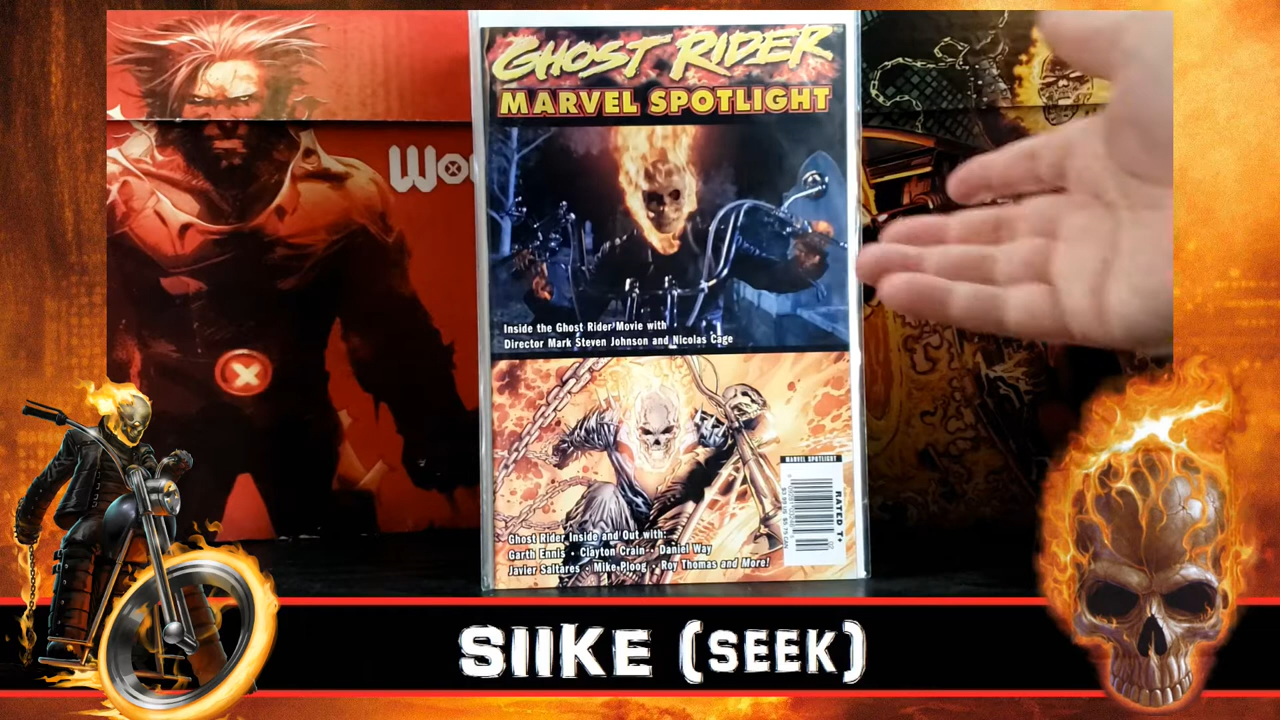 GHOST RIDER
MARVEL SPOTLIGHT
Wo
Inside the Ghost Rider Movie with
Director Mark Steven Johnson and Nicolas Cage
MARVEL SPOTLIGHT
RATED T+
Ghost Rider Inside and Out with:
Garth Ennis • Clayton Crain • Daniel Way
Javier Saltares • Mike Ploog • Roy Thomas and More!
SIIKE (SEEK)